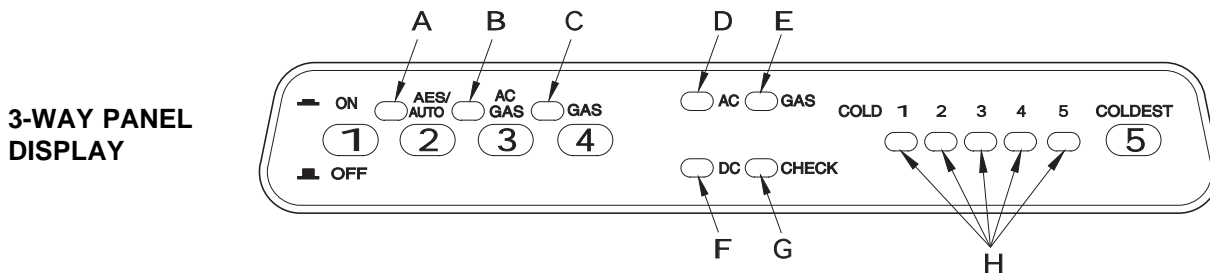 A B C D E
3-WAY PANEL
DISPLAY
ON AES/ AUTO AC GAS GAS
1 2 3 4
OFF
AC GAS
DC CHECK
COLD 1 2 3 4 5 COLDEST
5
F G H